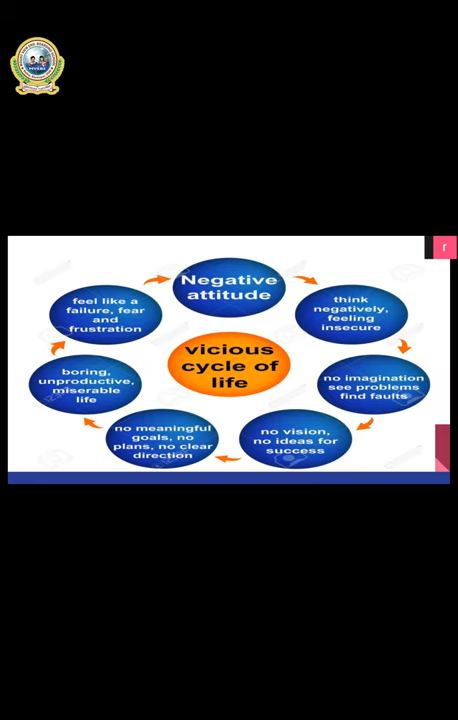 r
Negative
attitude
think
negatively,
feeling
insecure
no imagination
see problems
find faults
no vision,
no ideas for
success
no meaningful
goals, no
plans, no clear
direction
boring,
unproductive,
miserable
life
feel like a
failure, fear
and
frustration
vicious
cycle of
life